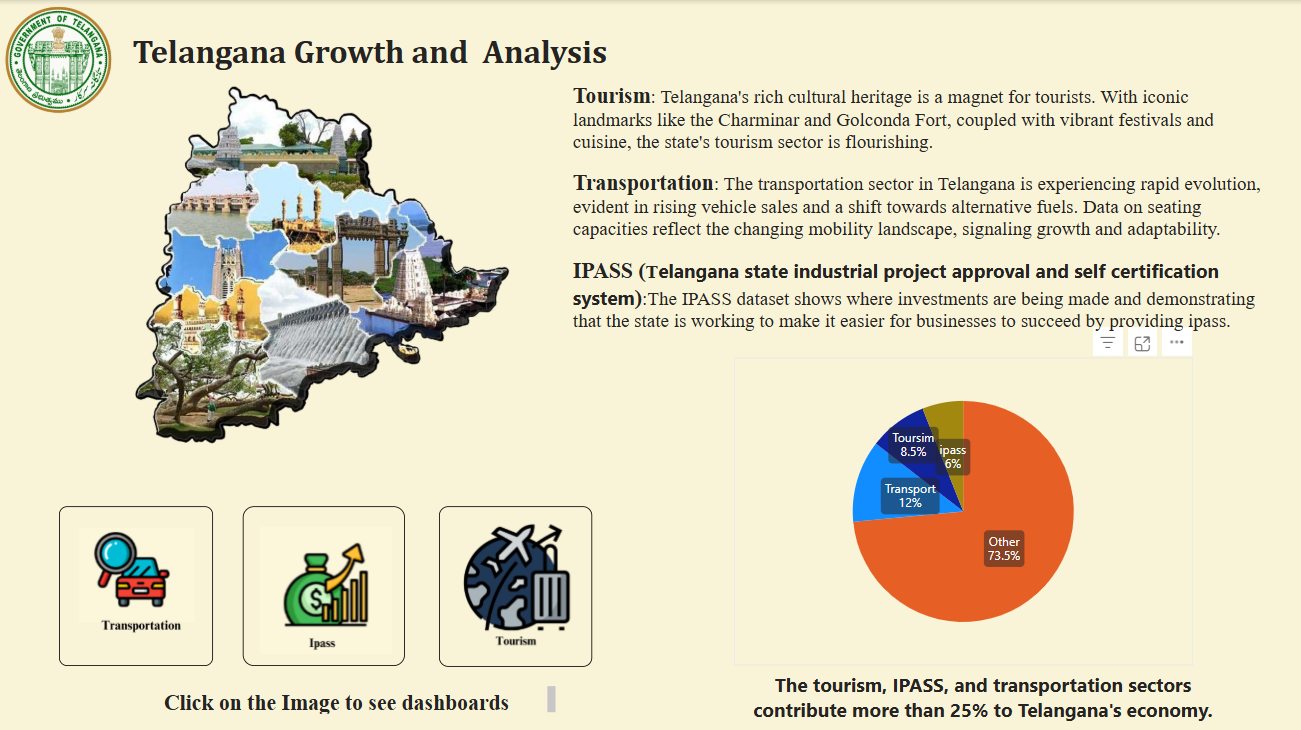 GOVERNMENT OF TELANGANA
Telangana Growth and Analysis
Tourism: Telangana's rich cultural heritage is a magnet for tourists. With iconic
landmarks like the Charminar and Golconda Fort, coupled with vibrant festivals and
cuisine, the state's tourism sector is flourishing.
Transportation: The transportation sector in Telangana is experiencing rapid evolution,
evident in rising vehicle sales and a shift towards alternative fuels. Data on seating
capacities reflect the changing mobility landscape, signaling growth and adaptability.
IPASS (Telangana state industrial project approval and self certification
system):The IPASS dataset shows where investments are being made and demonstrating
that the state is working to make it easier for businesses to succeed by providing ipass.
Toursim
8.5%
ipass
6%
Transport
12%
Other
73.5%
Transportation
Ipass
Tourism
Click on the Image to see dashboards
The tourism, IPASS, and transportation sectors
contribute more than 25% to Telangana's economy.